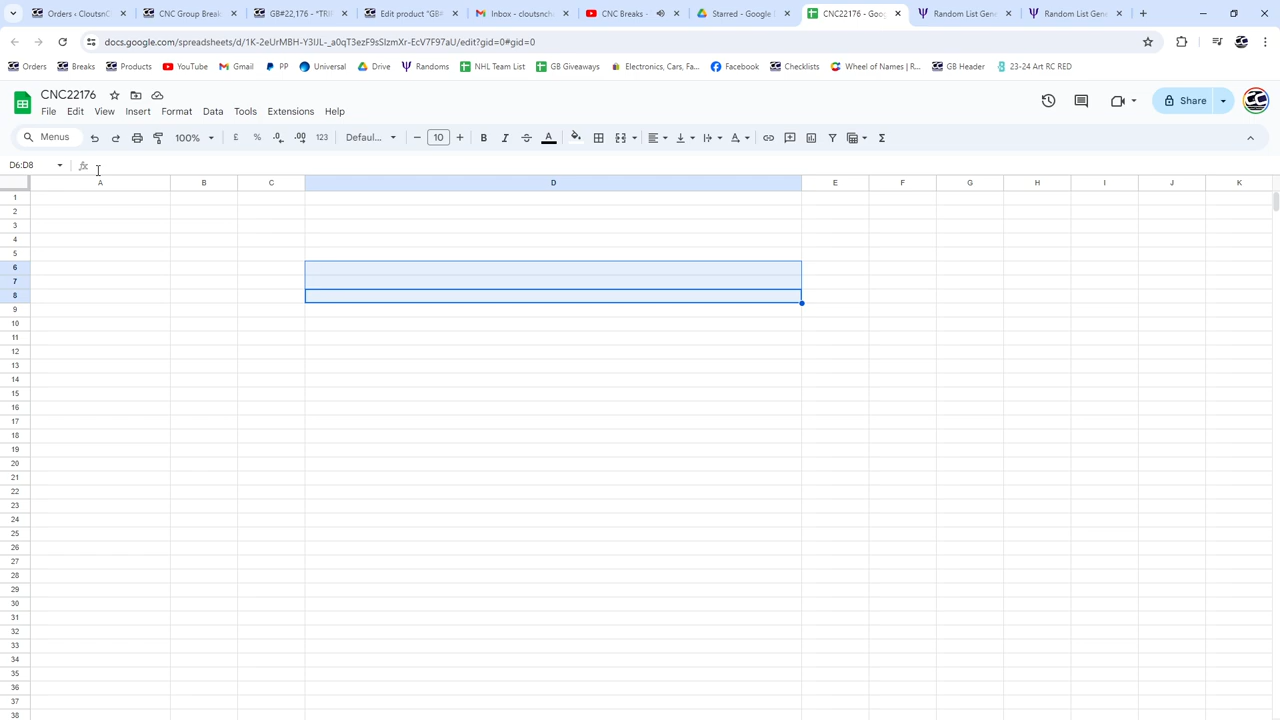 Orders ‹ Cloutsn
CNC Group Break
GB#22,176 - *TRI
Edit product "G
Inbox - cloutsnch
CNC Breaks -
Starred - Google
CNC22176 - Goo
Random List Gen
Random List Gen
docs.google.com/spreadsheets/d/1K-2eUrMBH-Y3IJL-_a0qT3ezF9sSIzmXr-EcV7F97aU/edit?gid=0#gid=0
Orders Breaks Products YouTube Gmail PP Universal Drive Randoms NHL Team List GB Giveaways Electronics, Cars, Fa... Facebook Checklists Wheel of Names | R... GB Header 23-24 Art RC RED
CNC22176
File Edit View Insert Format Data Tools Extensions Help
Share
Menus 100% £ % .0 .00 123 Defaul... 10 B I A Σ
D6:D8 fx
A B C D E F G H I J K
1
2
3
4
5
6
7
8
9
10
11
12
13
14
15
16
17
18
19
20
21
22
23
24
25
26
27
28
29
30
31
32
33
34
35
36
37
38